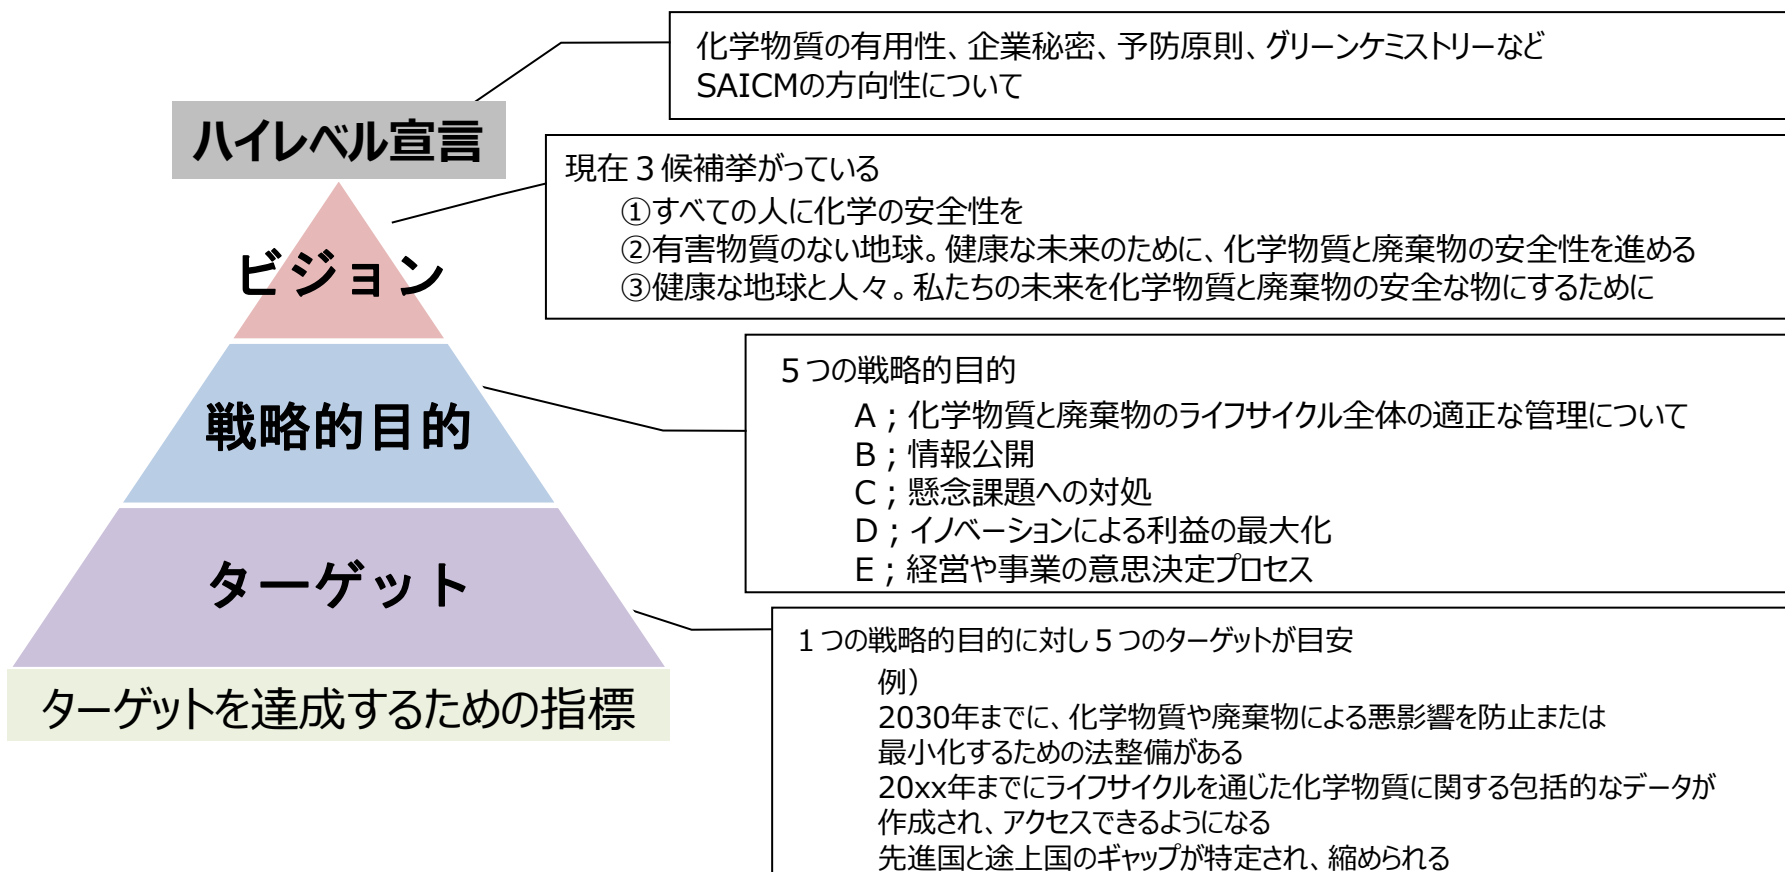 化学物質の有用性、企業秘密、予防原則、グリーンケミストリーなど
SAICMの方向性について
ハイレベル宣言
現在３候補挙がっている
①すべての人に化学の安全性を
②有害物質のない地球。健康な未来のために、化学物質と廃棄物の安全性を進める
③健康な地球と人々。私たちの未来を化学物質と廃棄物の安全な物にするために
ビジョン
５つの戦略的目的
A；化学物質と廃棄物のライフサイクル全体の適正な管理について
B；情報公開
C；懸念課題への対処
D；イノベーションによる利益の最大化
E；経営や事業の意思決定プロセス
戦略的目的
ターゲット
１つの戦略的目的に対し５つのターゲットが目安
例）
2030年までに、化学物質や廃棄物による悪影響を防止または
最小化するための法整備がある
20xx年までにライフサイクルを通じた化学物質に関する包括的なデータが
作成され、アクセスできるようになる
先進国と途上国のギャップが特定され、縮められる
ターゲットを達成するための指標